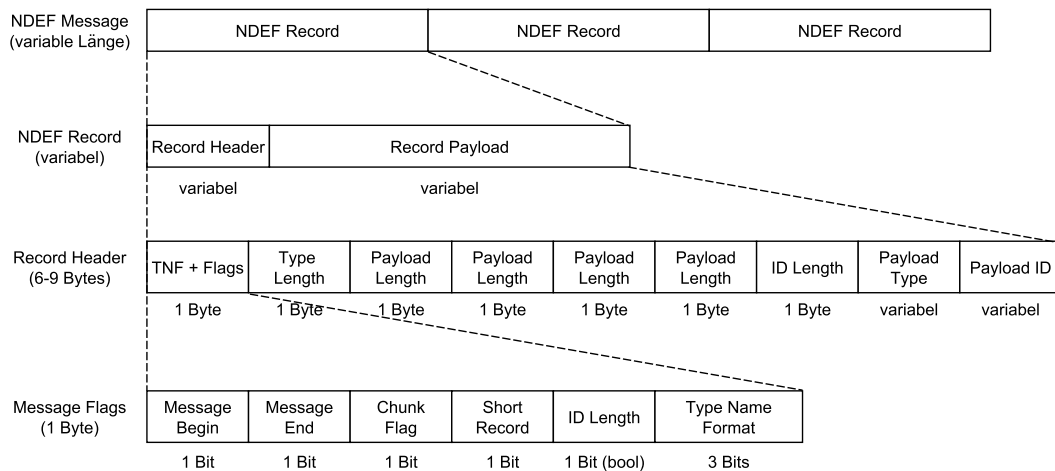 NDEF Message
(variable Länge)
NDEF Record
NDEF Record
NDEF Record
NDEF Record
(variabel)
Record Header
Record Payload
variabel
variabel
Record Header
(6-9 Bytes)
TNF + Flags
Type
Length
Payload
Length
Payload
Length
Payload
Length
Payload
Length
ID Length
Payload
Type
Payload ID
1 Byte
1 Byte
1 Byte
1 Byte
1 Byte
1 Byte
1 Byte
variabel
variabel
Message Flags
(1 Byte)
Message
Begin
Message
End
Chunk
Flag
Short
Record
ID Length
Type Name
Format
1 Bit
1 Bit
1 Bit
1 Bit
1 Bit (bool)
3 Bits